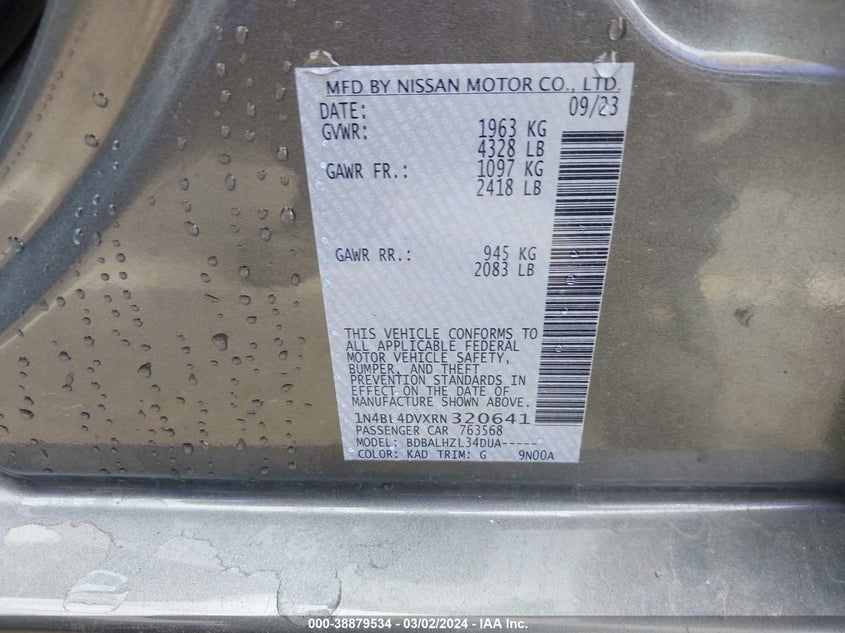 MFD BY NISSAN MOTOR CO., LTD.
DATE: 09/23
GVWR: 1963 KG
4328 LB
GAWR FR.: 1097 KG
2418 LB
GAWR RR.: 945 KG
2083 LB
THIS VEHICLE CONFORMS TO
ALL APPLICABLE FEDERAL
MOTOR VEHICLE SAFETY,
BUMPER, AND THEFT
PREVENTION STANDARDS IN
EFFECT ON THE DATE OF
MANUFACTURE SHOWN ABOVE.
1N4BL4DVXRN320641
PASSENGER CAR 763568
MODEL: BDBALHZL34DUA-----
COLOR: KAD TRIM: G 9N00A
000-38879534 - 03/02/2024 - IAA Inc.